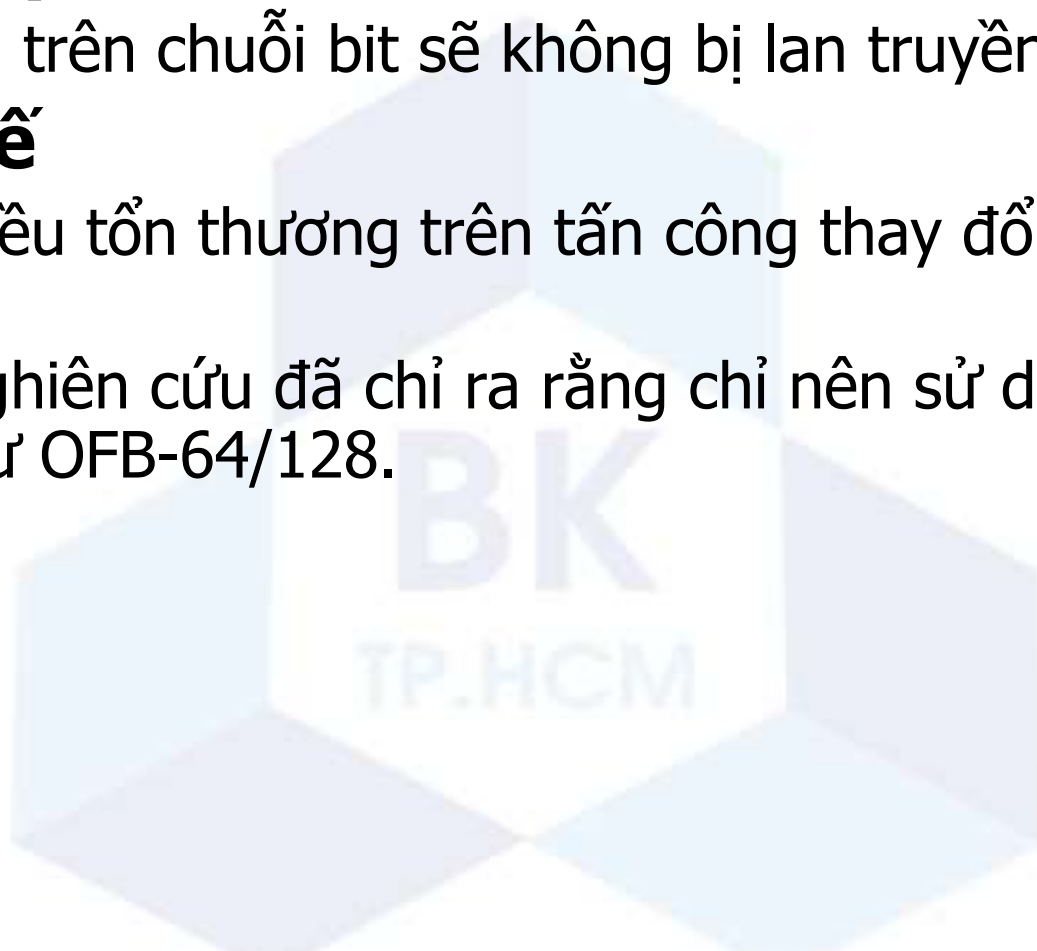 trên chuỗi bit sẽ không bị lan truyền
ế
ều tổn thương trên tấn công thay đổ
ghiên cứu đã chỉ ra rằng chỉ nên sử d
ư OFB-64/128.
BK
TP.HCM